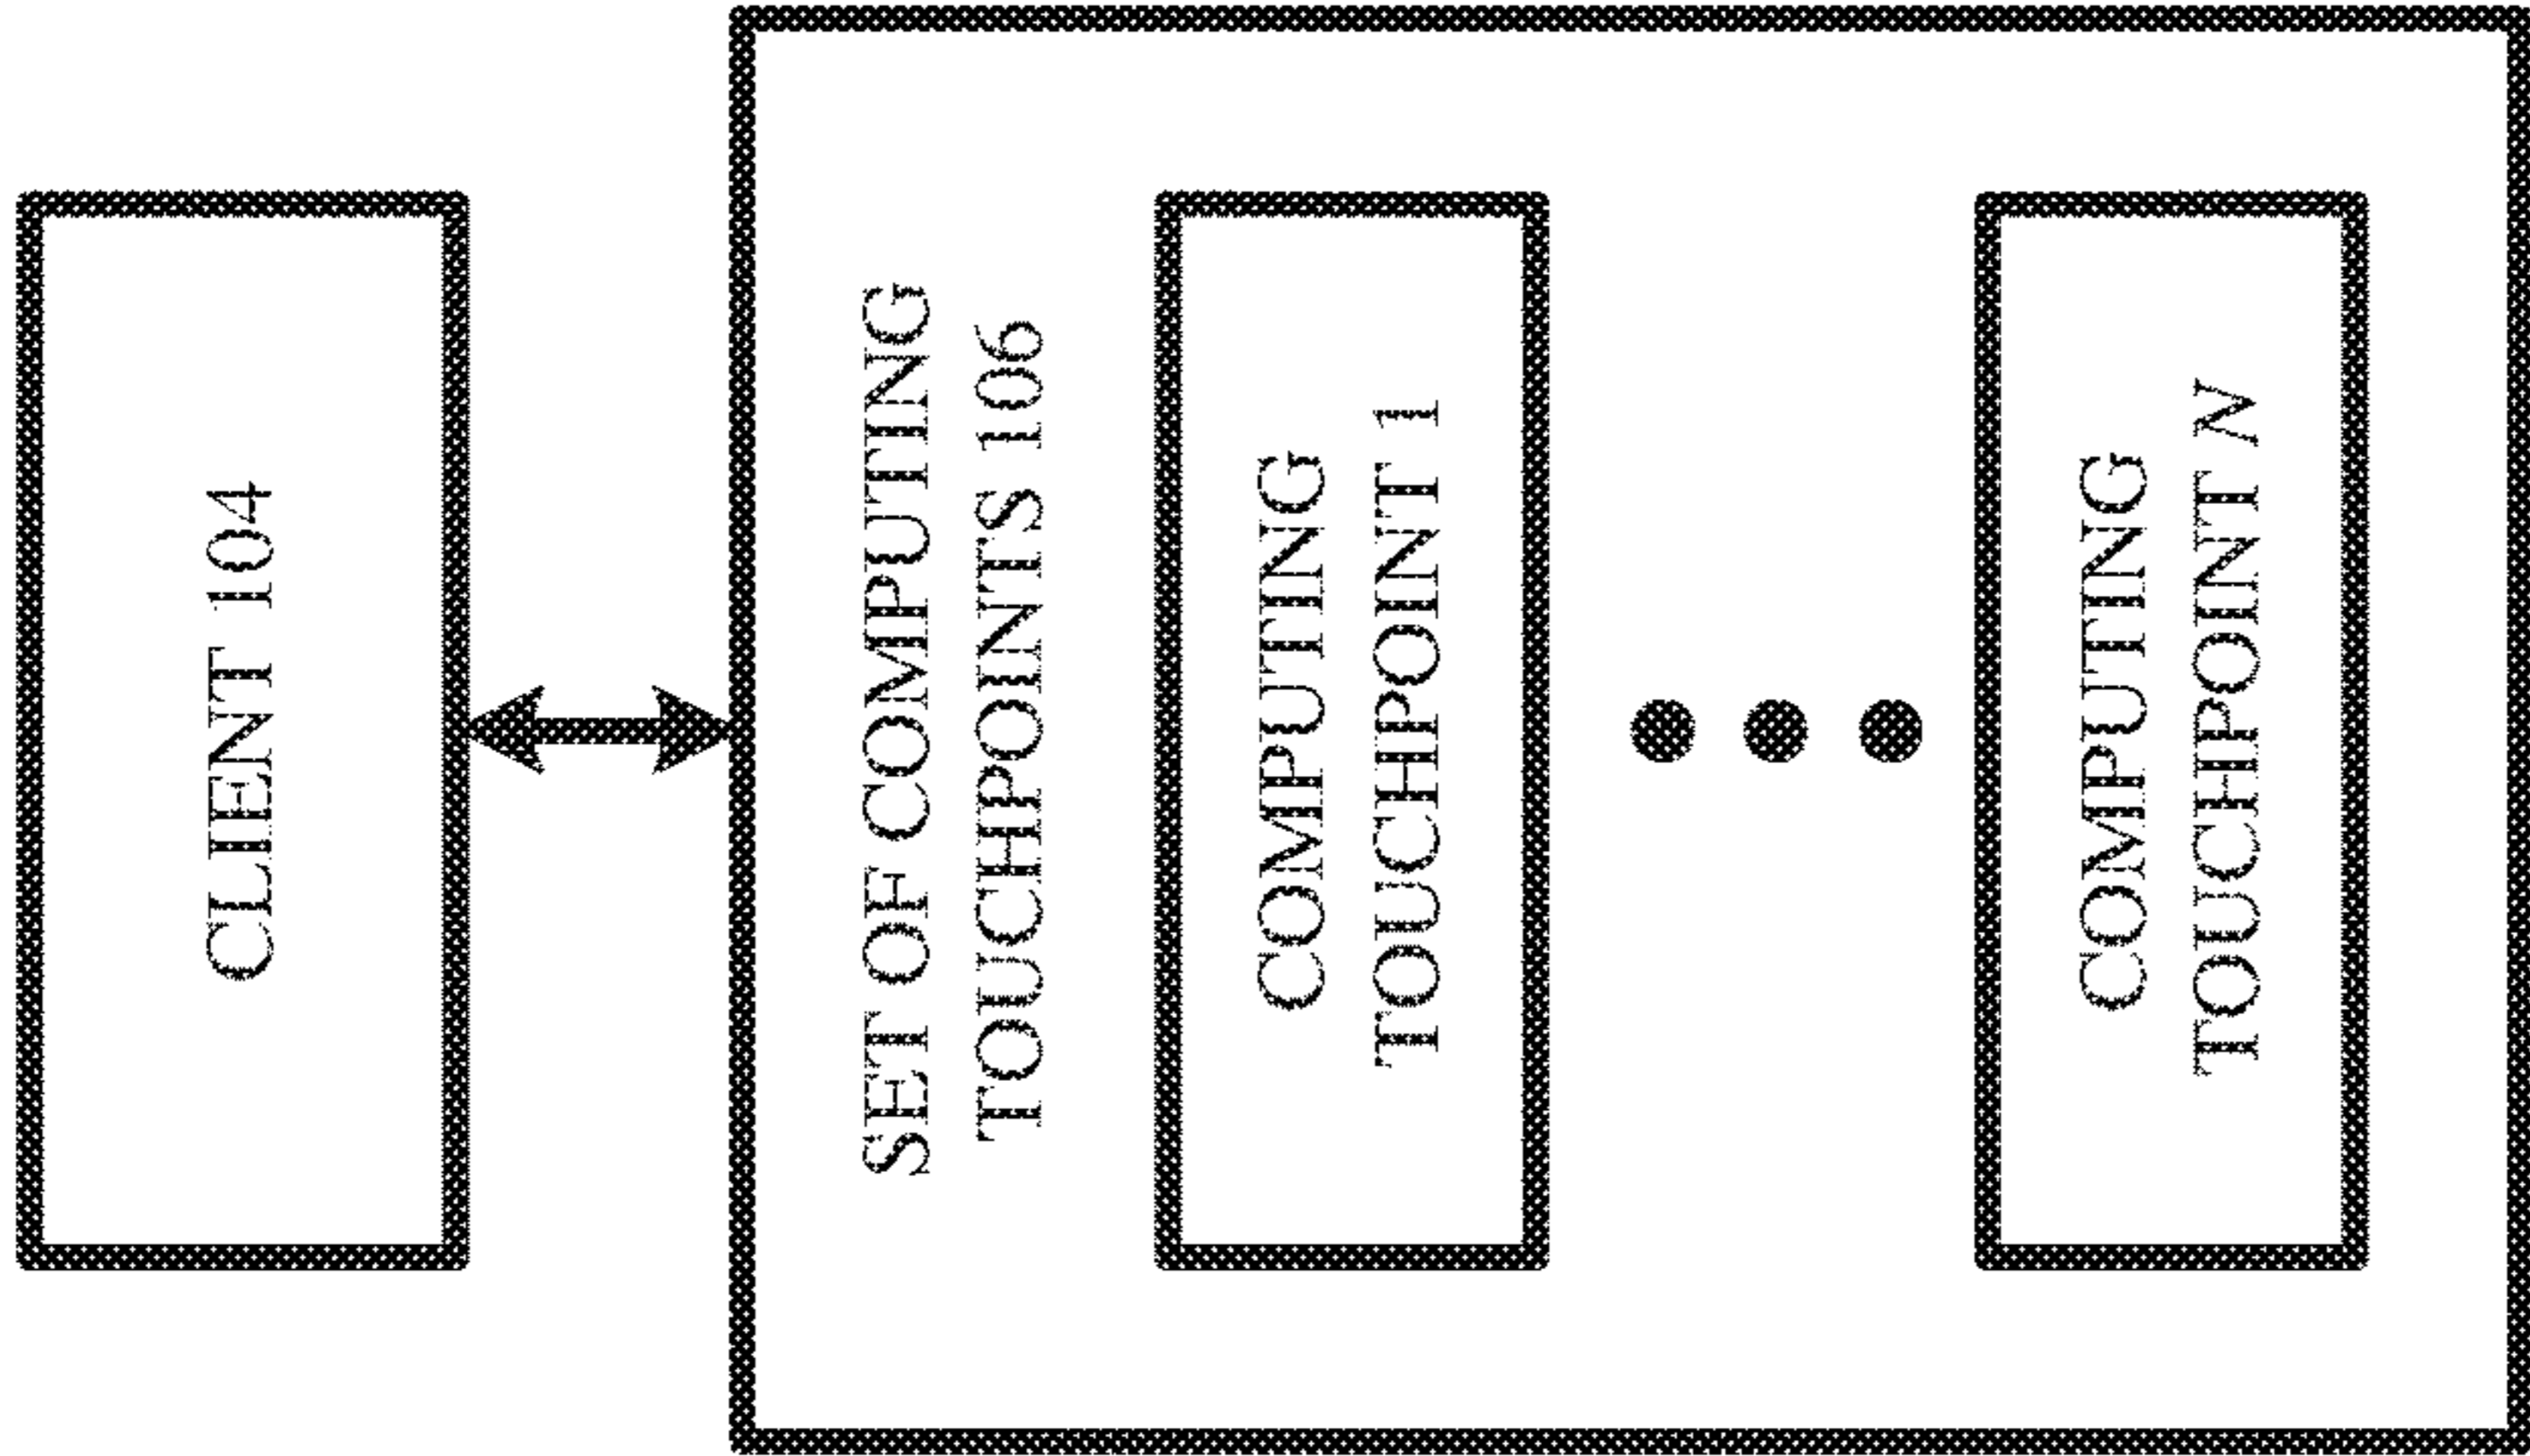 CLIENT 104
SET OF COMPUTING
TOUCHPOINTS 106
COMPUTING
TOUCHPOINT 1
COMPUTING
TOUCHPOINT N